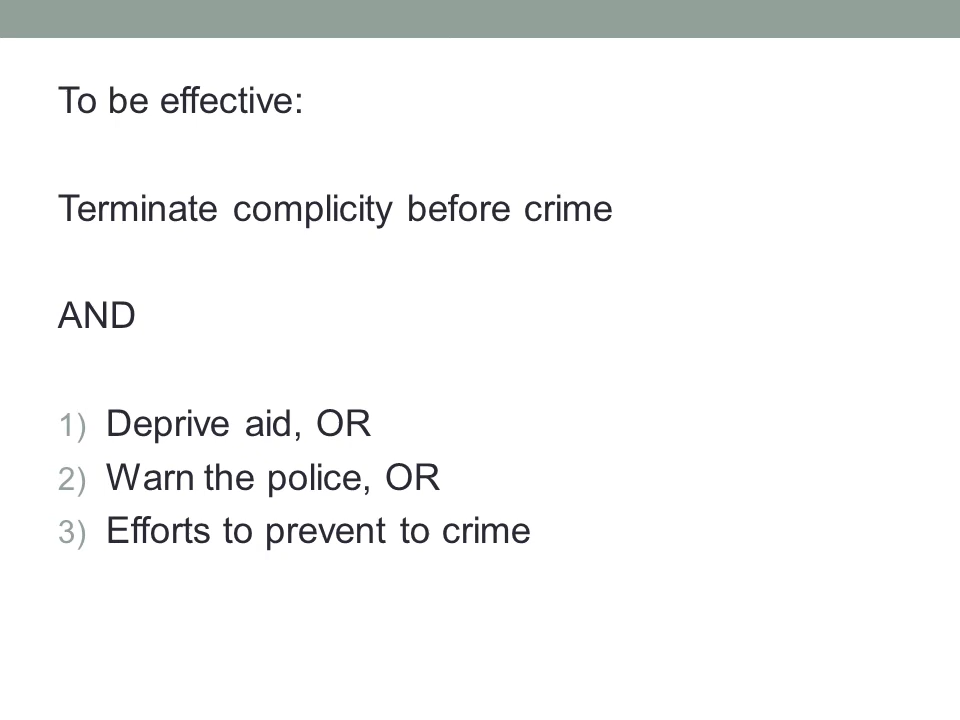 To be effective:
Terminate complicity before crime
AND
1) Deprive aid, OR
2) Warn the police, OR
3) Efforts to prevent to crime